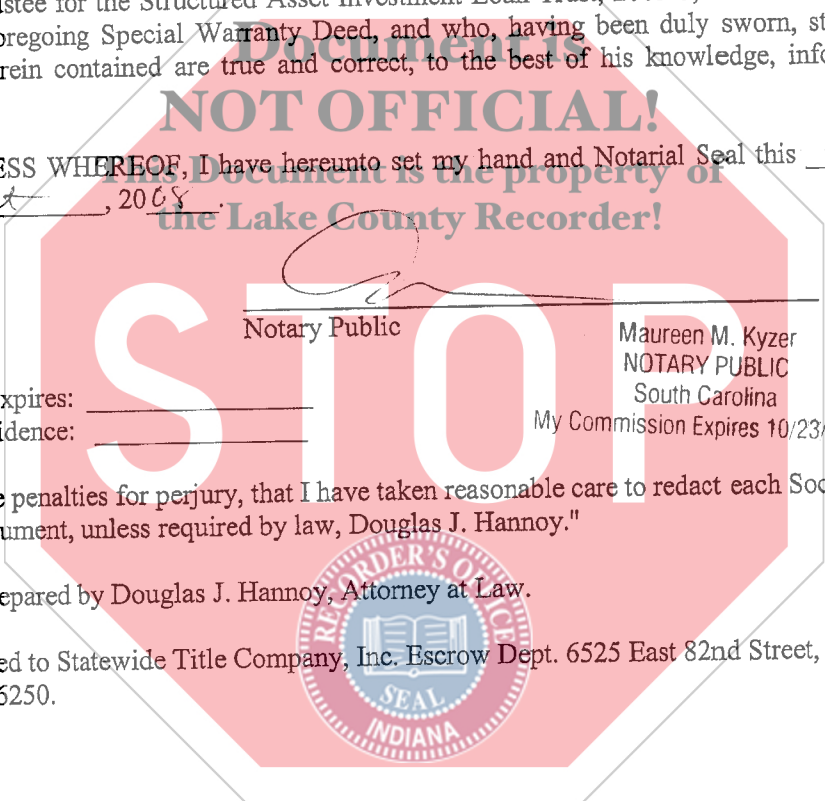 ustee for the Structured Asset Investment Loan Trust,
oregoing Special Warranty Deed, and who, having been duly sworn, st
Document is
rein contained are true and correct, to the best of his knowledge, info
NOT OFFICIAL!
ESS WHEREOF, I have hereunto set my hand and Notarial Seal this
This Document is the property of
, 2008.
the Lake County Recorder!
STOP
Notary Public
Maureen M. Kyzer
NOTARY PUBLIC
South Carolina
xpires:
My Commission Expires 10/23/
idence:
e penalties for perjury, that I have taken reasonable care to redact each Soc
ument, unless required by law, Douglas J. Hannoy."
RECORDER'S OFFICE
epared by Douglas J. Hannoy, Attorney at Law.
ed to Statewide Title Company, Inc. Escrow Dept. 6525 East 82nd Street,
6250.
SEAL
INDIANA